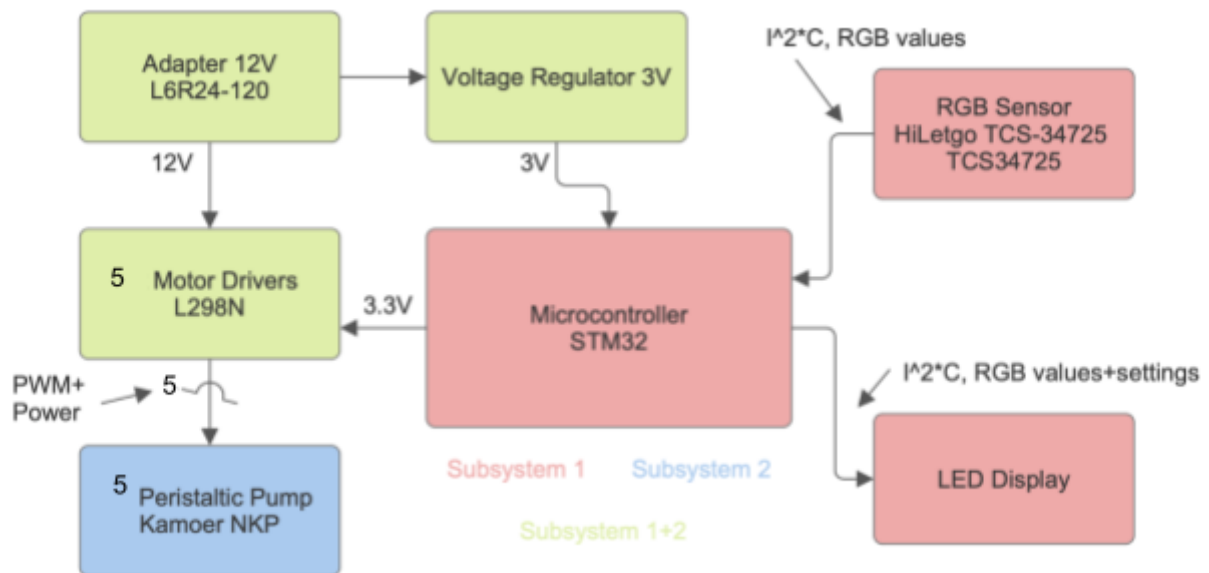 Adapter 12V
L6R24-120
Voltage Regulator 3V
I^2*C, RGB values
RGB Sensor
HiLetgo TCS-34725
TCS34725
12V
3V
5 Motor Drivers
L298N
3.3V
Microcontroller
STM32
PWM+
Power
5
I^2*C, RGB values+settings
5 Peristaltic Pump
Kamoer NKP
Subsystem 1
Subsystem 2
Subsystem 1+2
LED Display